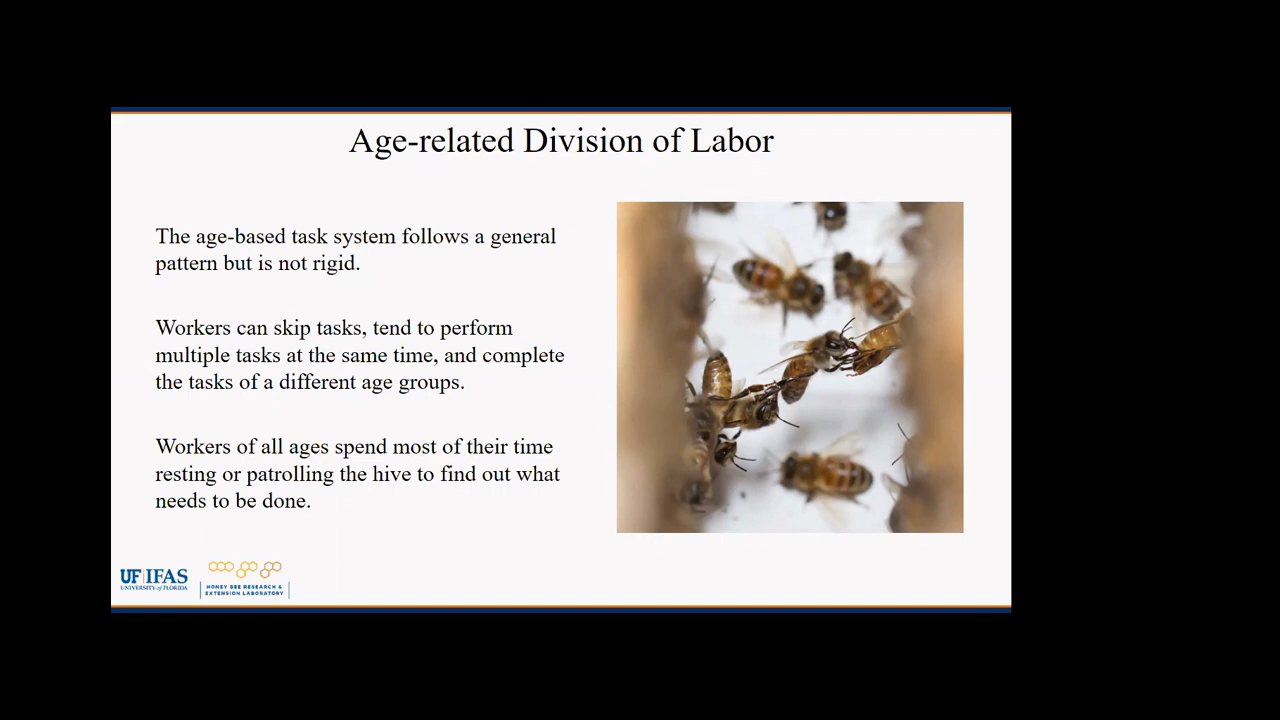 Age-related Division of Labor
The age-based task system follows a general
pattern but is not rigid.
Workers can skip tasks, tend to perform
multiple tasks at the same time, and complete
the tasks of a different age groups.
Workers of all ages spend most of their time
resting or patrolling the hive to find out what
needs to be done.
UF|IFAS
UNIVERSITY of FLORIDA
HONEY BEE RESEARCH &
EXTENSION LABORATORY